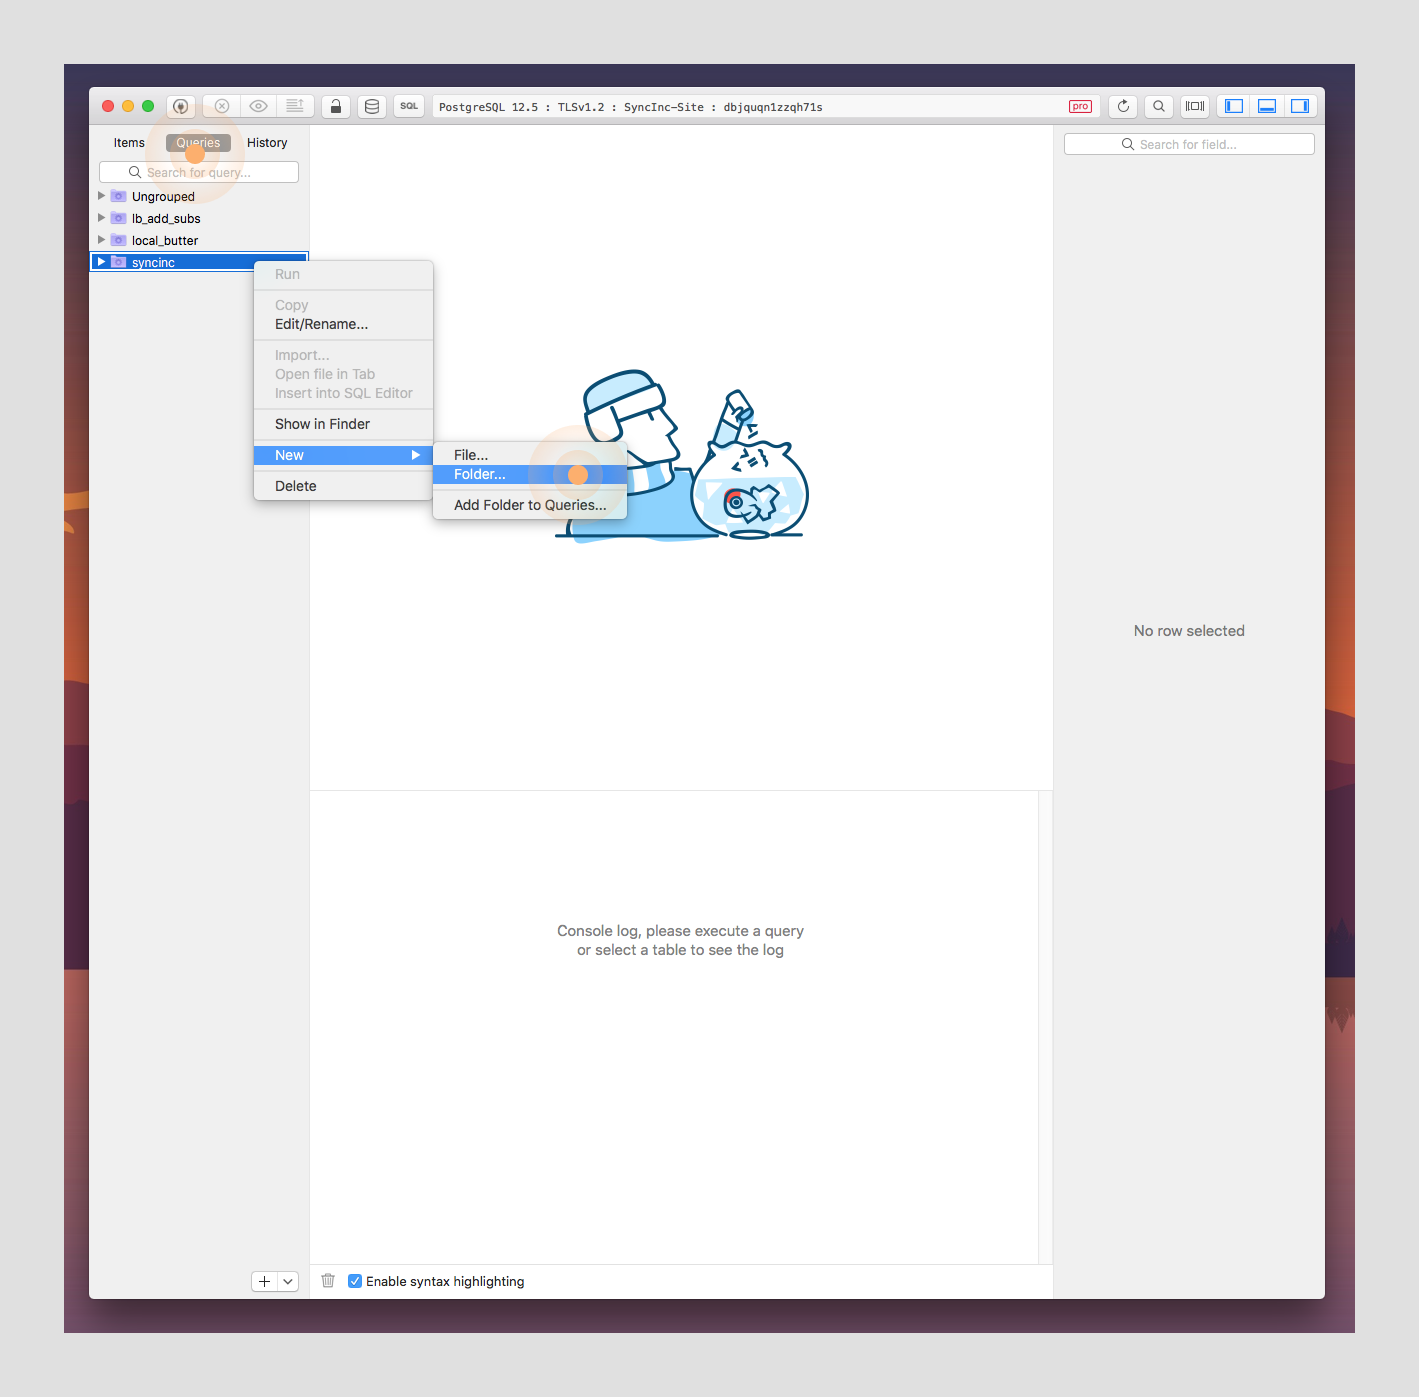 SQL
PostgreSQL 12.5 : TLSv1.2 : SyncInc-Site : dbjquqn1zzqh71s
pro
Items
Queries
History
Search for query...
Search for field...
Ungrouped
lb_add_subs
local_butter
syncinc
Run
Copy
Edit/Rename...
Import...
Open file in Tab
Insert into SQL Editor
Show in Finder
New
Delete
File...
Folder...
Add Folder to Queries...
No row selected
Console log, please execute a query
or select a table to see the log
Enable syntax highlighting